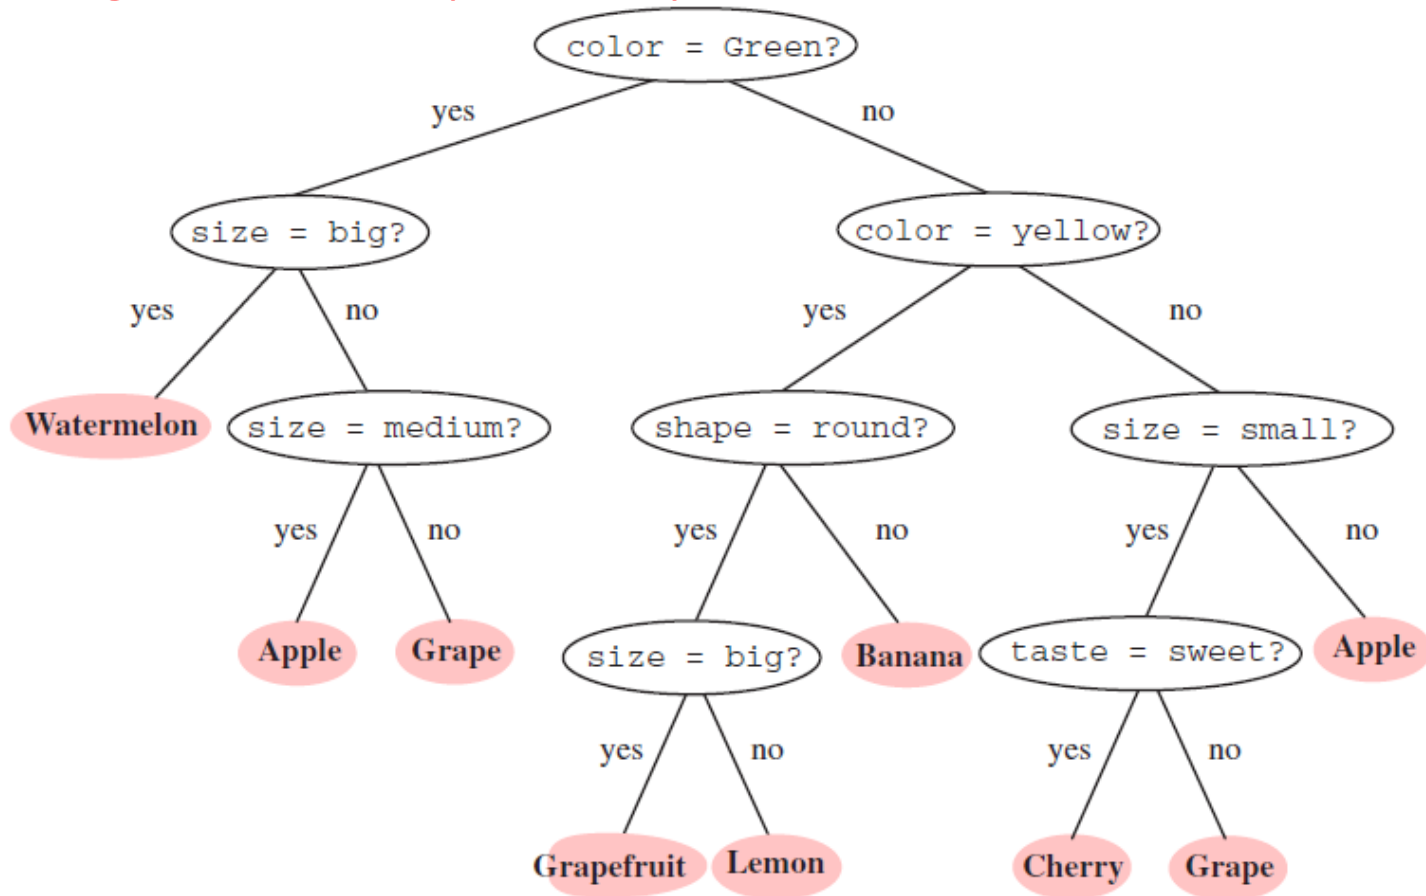 color = Green?
yes
no
size = big?
color = yellow?
yes
no
yes
no
Watermelon
size = medium?
shape = round?
size = small?
yes
no
yes
no
yes
no
Apple
Grape
size = big?
Banana
taste = sweet?
Apple
yes
no
yes
no
Grapefruit
Lemon
Cherry
Grape